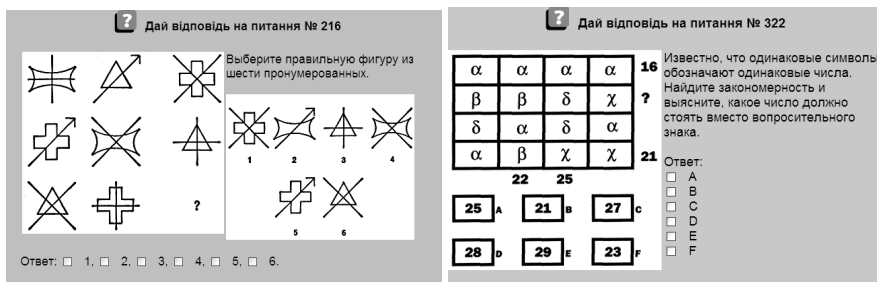 ? Дай відповідь на питання № 216
Выберите правильную фигуру из
шести пронумерованных.
1 2 3 4
?
5 6
Ответ: 1, 2, 3, 4, 5, 6.
? Дай відповідь на питання № 322
α α α α 16
β β δ χ ?
δ α δ α
α β χ χ 21
22 25
25 A 21 B 27 C
28 D 29 E 23 F
Известно, что одинаковые символы
обозначают одинаковые числа.
Найдите закономерность и
выясните, какое число должно
стоять вместо вопросительного
знака.
Ответ:
A
B
C
D
E
F